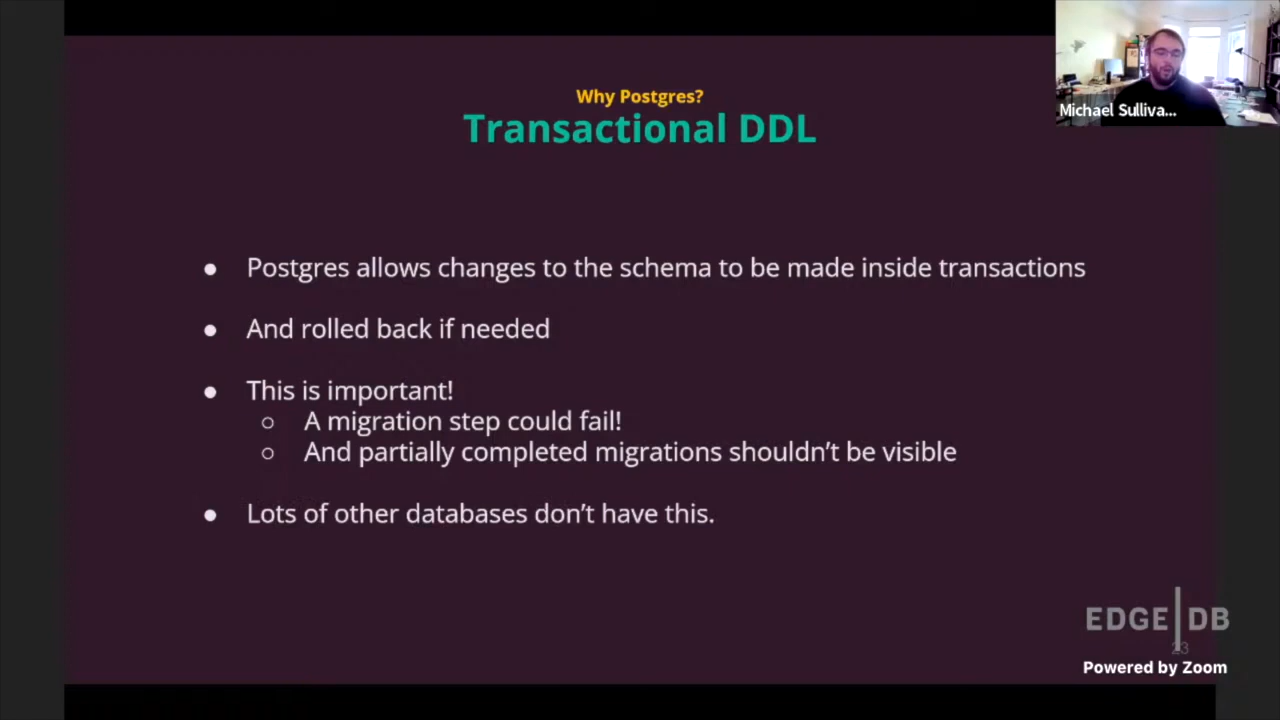 Why Postgres?
Transactional DDL
Michael Sulliva...
● Postgres allows changes to the schema to be made inside transactions
● And rolled back if needed
● This is important!
○ A migration step could fail!
○ And partially completed migrations shouldn't be visible
● Lots of other databases don't have this.
EDGE|DB
23
Powered by Zoom